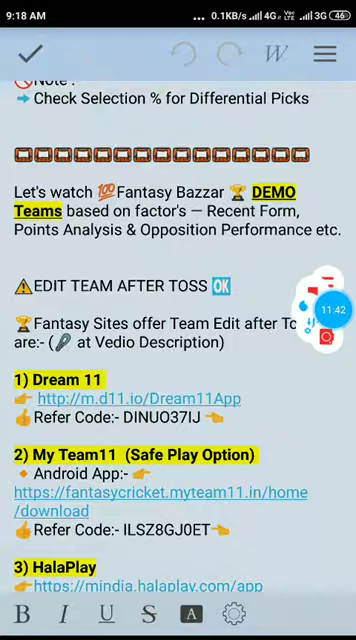 9:18 AM
... 0.1KB/s 4G VoLTE 3G 46
W
Note :
➡ Check Selection % for Differential Picks
Let's watch 💯Fantasy Bazzar 🏆 DEMO
Teams based on factor's — Recent Form,
Points Analysis & Opposition Performance etc.
⚠EDIT TEAM AFTER TOSS 🆗
🏆Fantasy Sites offer Team Edit after To
are:- ( at Vedio Description)
11:42
1) Dream 11
👉 http://m.d11.io/Dream11App
👍Refer Code:- DINUO37IJ 👈
2) My Team11 (Safe Play Option)
🔸Android App:- 👉
https://fantasycricket.myteam11.in/home
/download
👍Refer Code:- ILSZ8GJ0ET👈
3) HalaPlay
👉https://mindia.halaplay.com/app
B I U S A